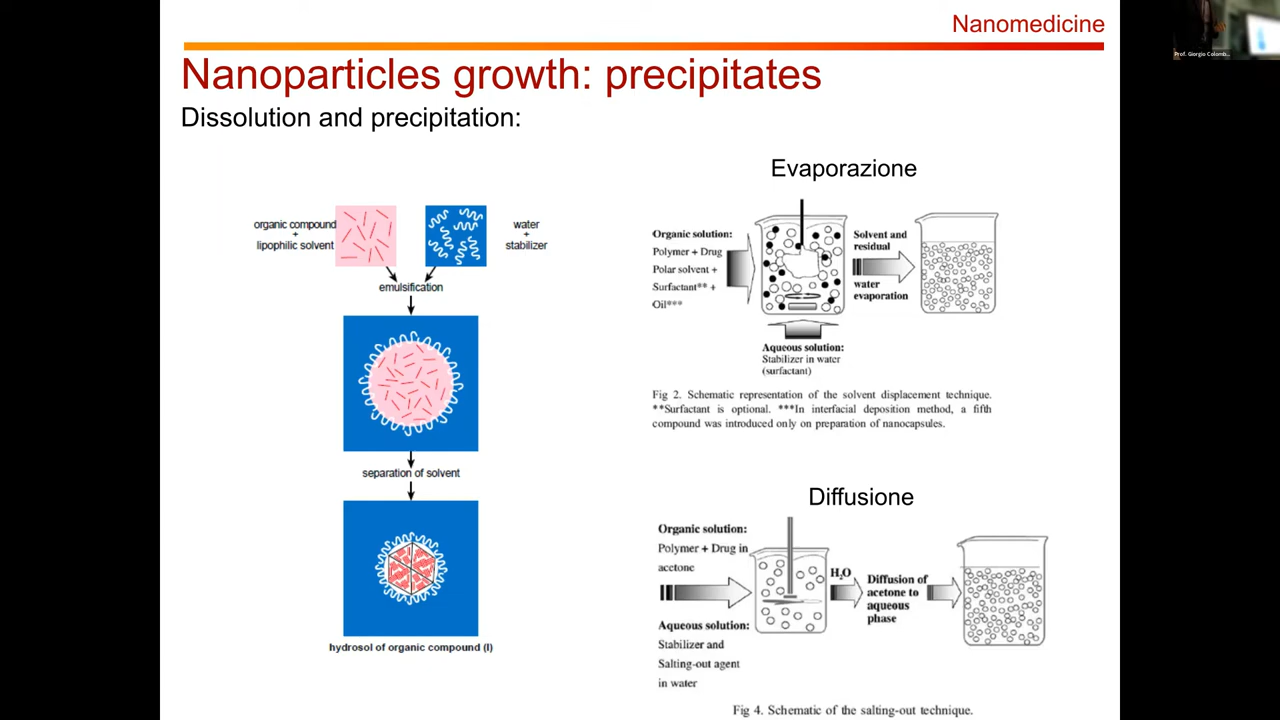 Nanomedicine
Prof. Giorgio Colomb...
Nanoparticles growth: precipitates
Dissolution and precipitation:
organic compound
+
lipophilic solvent
water
+
stabilizer
emulsification
separation of solvent
hydrosol of organic compound (I)
Evaporazione
Organic solution:
Polymer + Drug
Polar solvent +
Surfactant** +
Oil***
Solvent and
residual
water
evaporation
Aqueous solution:
Stabilizer in water
(surfactant)
Fig 2. Schematic representation of the solvent displacement technique.
**Surfactant is optional. ***In interfacial deposition method, a fifth
compound was introduced only on preparation of nanocapsules.
Diffusione
Organic solution:
Polymer + Drug in
acetone
H₂O
Diffusion of
acetone to
aqueous
phase
Aqueous solution:
Stabilizer and
Salting-out agent
in water
Fig 4. Schematic of the salting-out technique.